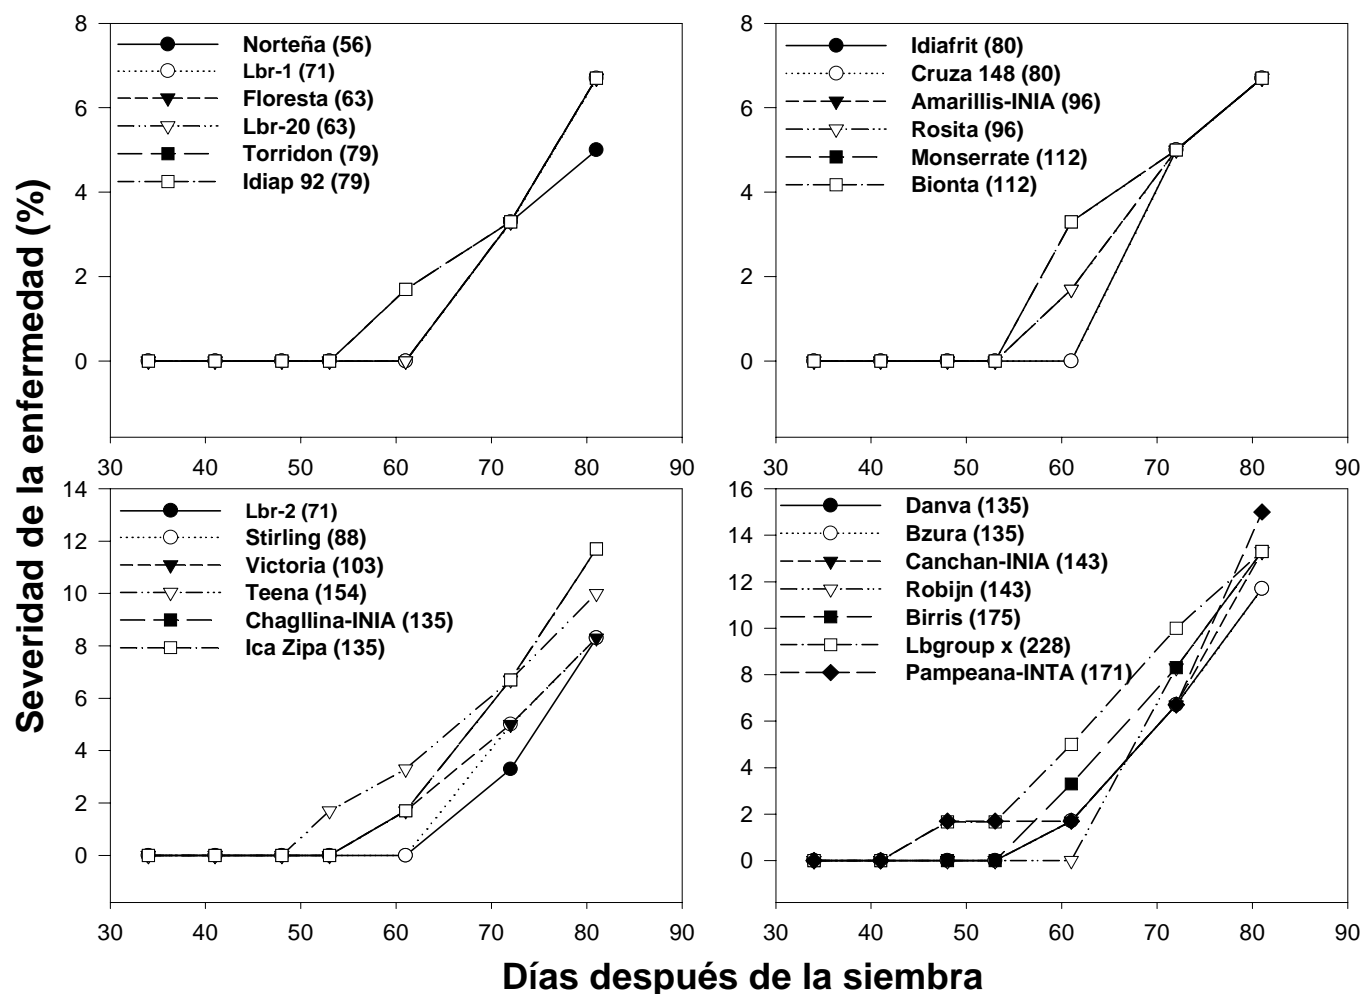 Severidad de la enfermedad (%)
8
6
4
2
0
Norteña (56)
Lbr-1 (71)
Floresta (63)
Lbr-20 (63)
Torridon (79)
Idiap 92 (79)
30 40 50 60 70 80 90
8
6
4
2
0
Idiafrit (80)
Cruza 148 (80)
Amarillis-INIA (96)
Rosita (96)
Monserrate (112)
Bionta (112)
30 40 50 60 70 80 90
14
12
10
8
6
4
2
0
Lbr-2 (71)
Stirling (88)
Victoria (103)
Teena (154)
Chagllina-INIA (135)
Ica Zipa (135)
30 40 50 60 70 80 90
16
14
12
10
8
6
4
2
0
Danva (135)
Bzura (135)
Canchan-INIA (143)
Robijn (143)
Birris (175)
Lbgroup x (228)
Pampeana-INTA (171)
30 40 50 60 70 80 90
Días después de la siembra